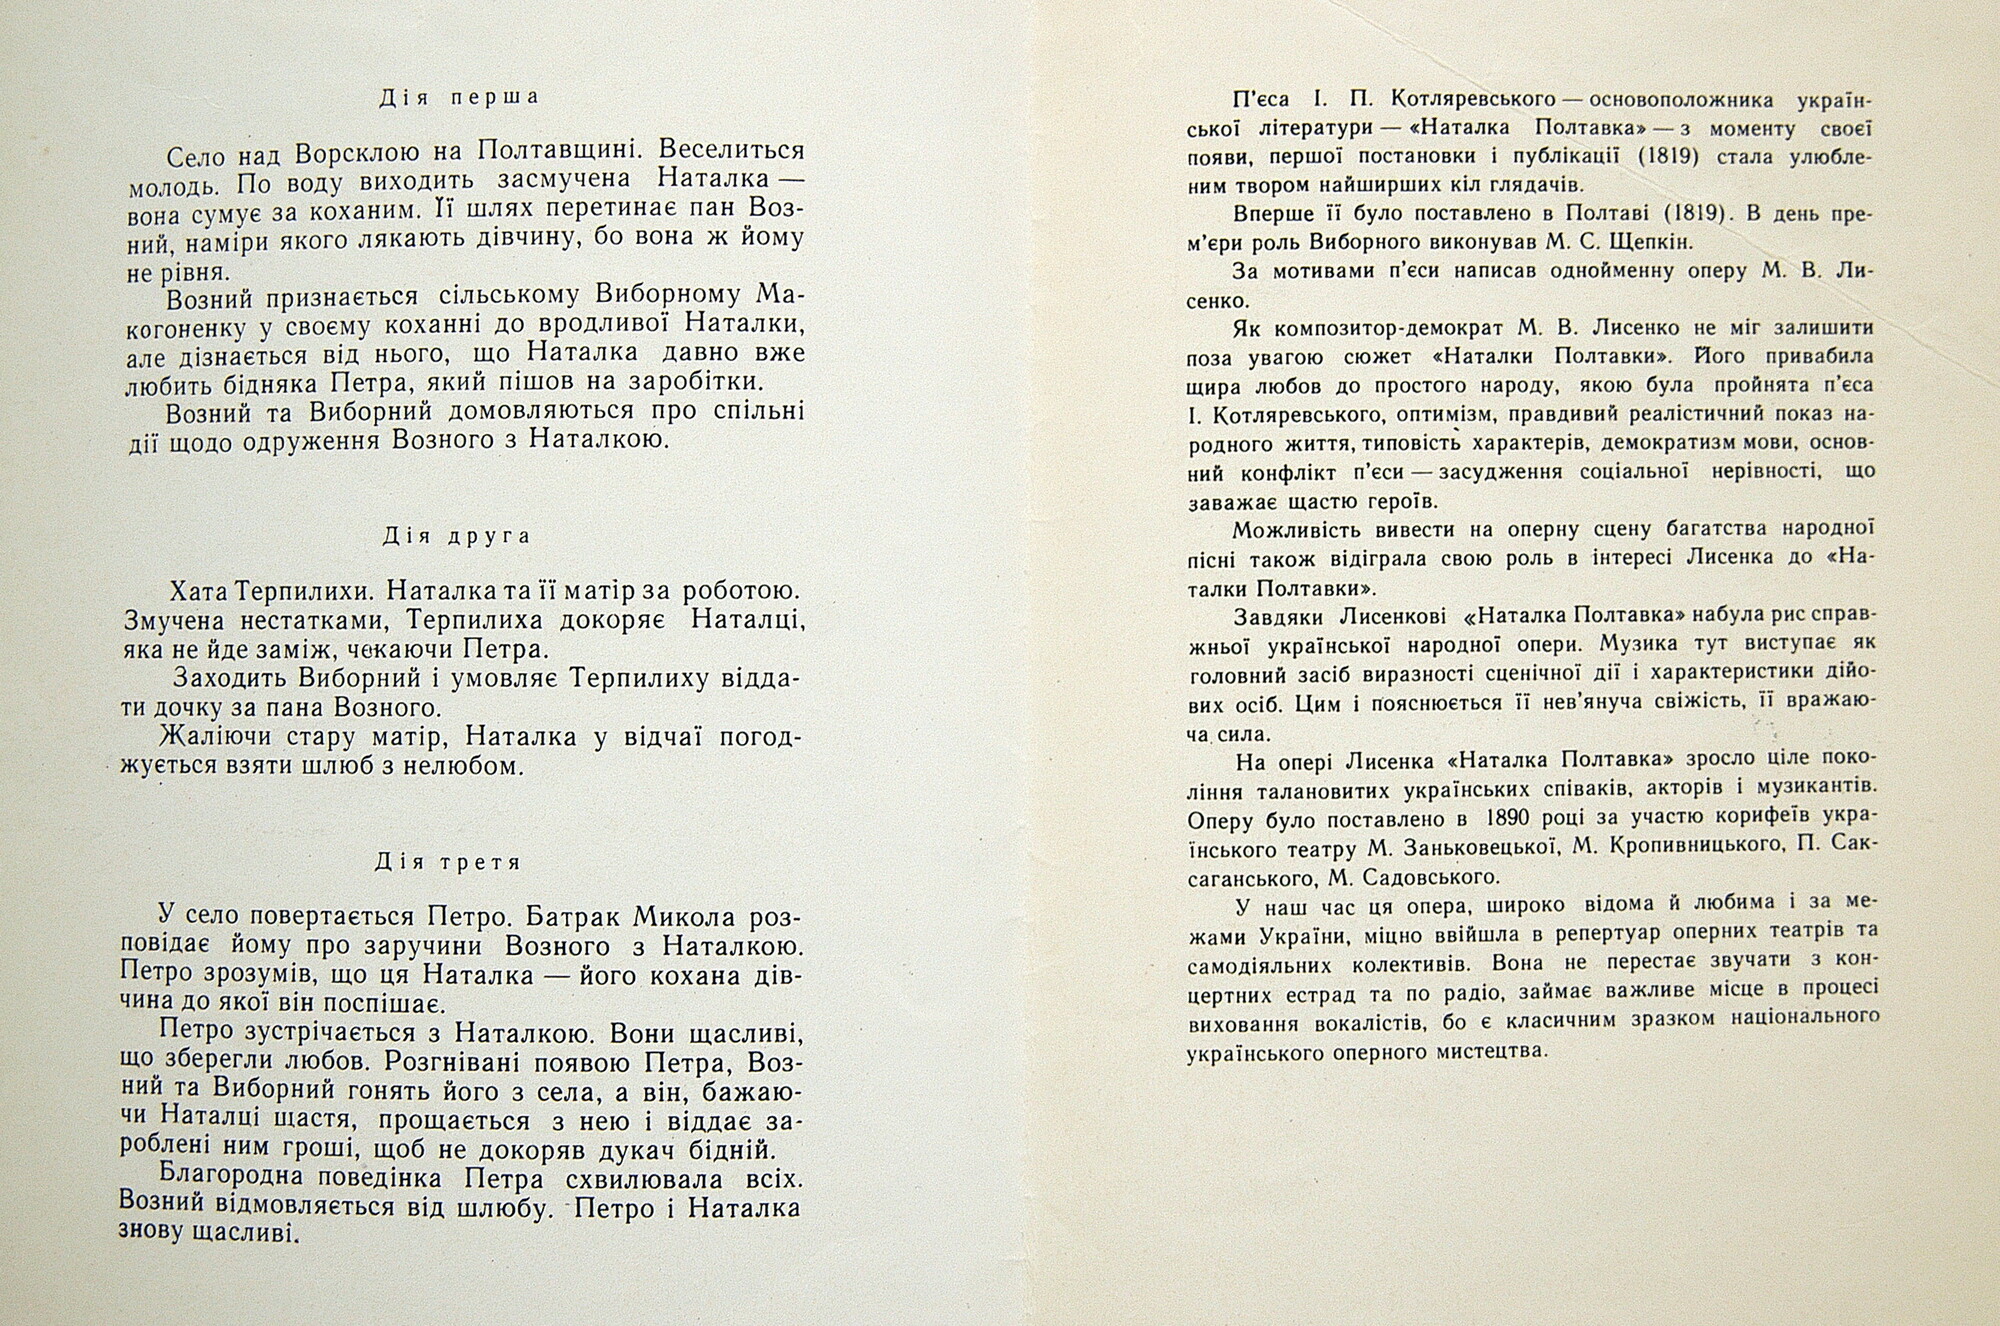 Дія перша
Село над Ворсклою на Полтавщині. Веселиться
молодь. По воду виходить засмучена Наталка —
вона сумує за коханим. Її шлях перетинає пан Воз-
ний, наміри якого лякають дівчину, бо вона ж йому
не рівня.
Возний признається сільському Виборному Ма-
когоненку у своєму коханні до вродливої Наталки,
але дізнається від нього, що Наталка давно вже
любить бідняка Петра, який пішов на заробітки.
Возний та Виборний домовляються про спільні
дії щодо одруження Возного з Наталкою.
Дія друга
Хата Терпилихи. Наталка та її матір за роботою.
Змучена нестатками, Терпилиха докоряє Наталці,
яка не йде заміж, чекаючи Петра.
Заходить Виборний і умовляє Терпилиху відда-
ти дочку за пана Возного.
Жаліючи стару матір, Наталка у відчаї погод-
жується взяти шлюб з нелюбом.
Дія третя
У село повертається Петро. Батрак Микола роз-
повідає йому про заручини Возного з Наталкою.
Петро зрозумів, що ця Наталка — його кохана дів-
чина до якої він поспішає.
Петро зустрічається з Наталкою. Вони щасливі,
що зберегли любов. Розгнівані появою Петра, Воз-
ний та Виборний гонять його з села, а він, бажаю-
чи Наталці щастя, прощається з нею і віддає за-
роблені ним гроші, щоб не докоряв дукач бідній.
Благородна поведінка Петра схвилювала всіх.
Возний відмовляється від шлюбу. Петро і Наталка
знову щасливі.
П'єса І. П. Котляревського — основоположника україн-
ської літератури — «Наталка Полтавка» — з моменту своєї
появи, першої постановки і публікації (1819) стала улюбле-
ним твором найширших кіл глядачів.
Вперше її було поставлено в Полтаві (1819). В день пре-
м'єри роль Виборного виконував М. С. Щепкін.
За мотивами п'єси написав однойменну оперу М. В. Ли-
сенко.
Як композитор-демократ М. В. Лисенко не міг залишити
поза увагою сюжет «Наталки Полтавки». Його привабила
щира любов до простого народу, якою була пройнята п'єса
І. Котляревського, оптимізм, правдивий реалістичний показ на-
родного життя, типовість характерів, демократизм мови, основ-
ний конфлікт п'єси — засудження соціальної нерівності, що
заважає щастю героїв.
Можливість вивести на оперну сцену багатства народної
пісні також відіграла свою роль в інтересі Лисенка до «На-
талки Полтавки».
Завдяки Лисенкові «Наталка Полтавка» набула рис справ-
жньої української народної опери. Музика тут виступає як
головний засіб виразності сценічної дії і характеристики дійо-
вих осіб. Цим і пояснюється її нев'януча свіжість, її вражаю-
ча сила.
На опері Лисенка «Наталка Полтавка» зросло ціле поко-
ління талановитих українських співаків, акторів і музикантів.
Оперу було поставлено в 1890 році за участю корифеїв укра-
їнського театру М. Заньковецької, М. Кропивницького, П. Сак-
саганського, М. Садовського.
У наш час ця опера, широко відома й любима і за ме-
жами України, міцно ввійшла в репертуар оперних театрів та
самодіяльних колективів. Вона не перестає звучати з кон-
цертних естрад та по радіо, займає важливе місце в процесі
виховання вокалістів, бо є класичним зразком національного
українського оперного мистецтва.